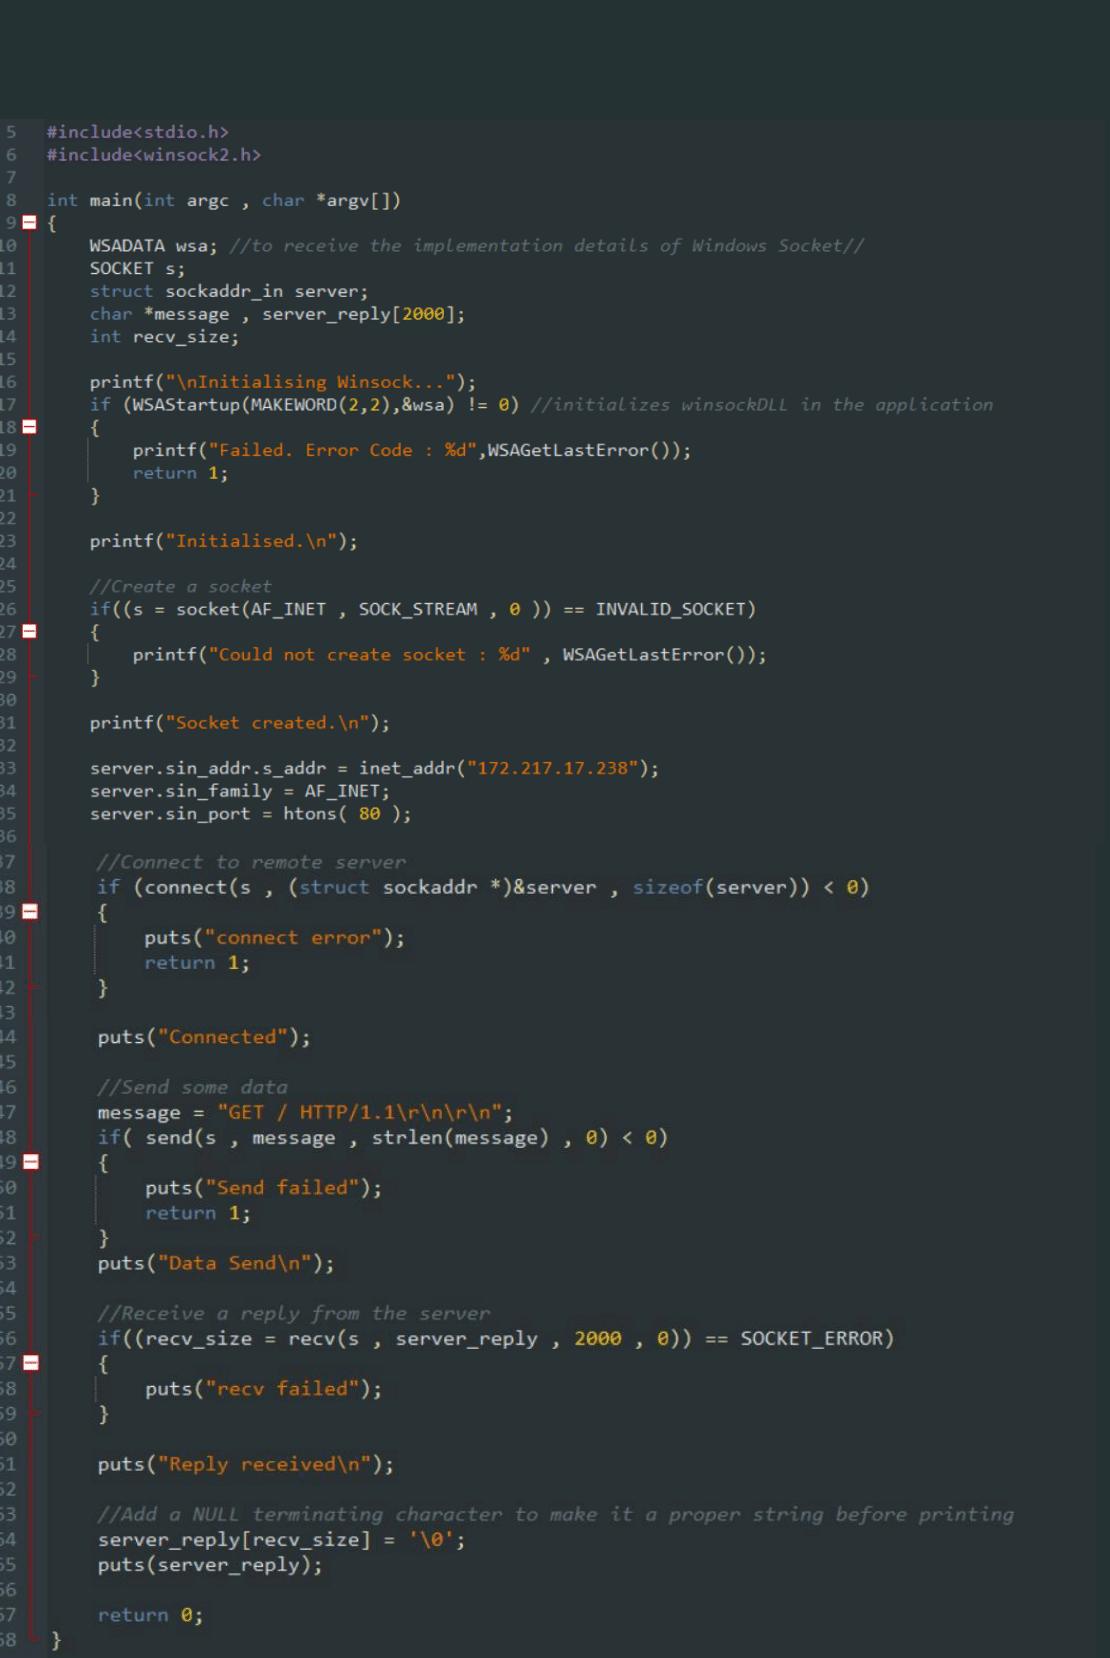 5 #include<stdio.h>
6 #include<winsock2.h>
7
8 int main(int argc , char *argv[])
9 {
10 WSADATA wsa; //to receive the implementation details of Windows Socket//
11 SOCKET s;
12 struct sockaddr_in server;
13 char *message , server_reply[2000];
14 int recv_size;
15
16 printf("\nInitialising Winsock...");
17 if (WSAStartup(MAKEWORD(2,2),&wsa) != 0) //initializes winsockDLL in the application
18 {
19 printf("Failed. Error Code : %d",WSAGetLastError());
20 return 1;
21 }
22
23 printf("Initialised.\n");
24
25 //Create a socket
26 if((s = socket(AF_INET , SOCK_STREAM , 0 )) == INVALID_SOCKET)
27 {
28 printf("Could not create socket : %d" , WSAGetLastError());
29 }
30
31 printf("Socket created.\n");
32
33 server.sin_addr.s_addr = inet_addr("172.217.17.238");
34 server.sin_family = AF_INET;
35 server.sin_port = htons( 80 );
36
37 //Connect to remote server
38 if (connect(s , (struct sockaddr *)&server , sizeof(server)) < 0)
39 {
40 puts("connect error");
41 return 1;
42 }
43
44 puts("Connected");
45
46 //Send some data
47 message = "GET / HTTP/1.1\r\n\r\n";
48 if( send(s , message , strlen(message) , 0) < 0)
49 {
50 puts("Send failed");
51 return 1;
52 }
53 puts("Data Send\n");
54
55 //Receive a reply from the server
56 if((recv_size = recv(s , server_reply , 2000 , 0)) == SOCKET_ERROR)
57 {
58 puts("recv failed");
59 }
60
61 puts("Reply received\n");
62
63 //Add a NULL terminating character to make it a proper string before printing
64 server_reply[recv_size] = '\0';
65 puts(server_reply);
66
67 return 0;
68 }